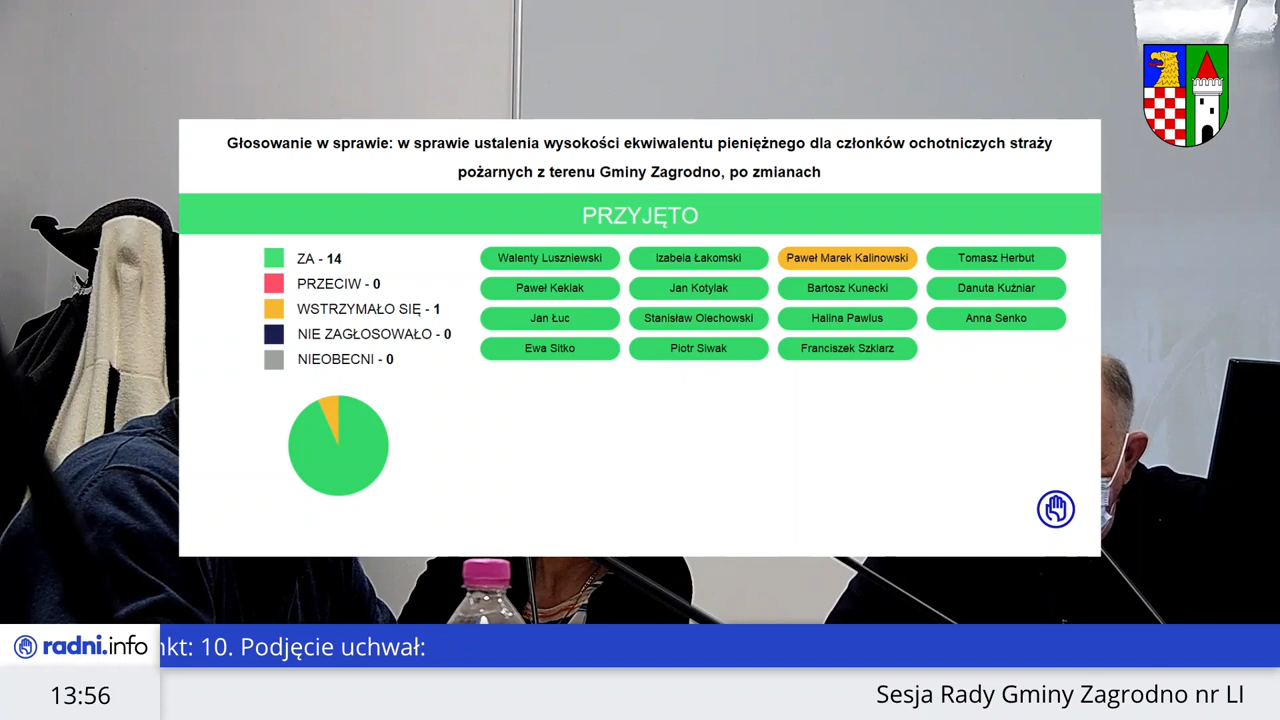 Głosowanie w sprawie: w sprawie ustalenia wysokości ekwiwalentu pieniężnego dla członków ochotniczych straży
pożarnych z terenu Gminy Zagrodno, po zmianach
PRZYJĘTO
ZA - 14
PRZECIW - 0
WSTRZYMAŁO SIĘ - 1
NIE ZAGŁOSOWAŁO - 0
NIEOBECNI - 0
Walenty Luszniewski Izabela Łakomski Paweł Marek Kalinowski Tomasz Herbut
Paweł Keklak Jan Kotylak Bartosz Kunecki Danuta Kuźniar
Jan Łuc Stanisław Olechowski Halina Pawlus Anna Senko
Ewa Sitko Piotr Siwak Franciszek Szklarz
radni.info
nkt: 10. Podjęcie uchwał:
13:56
Sesja Rady Gminy Zagrodno nr LI